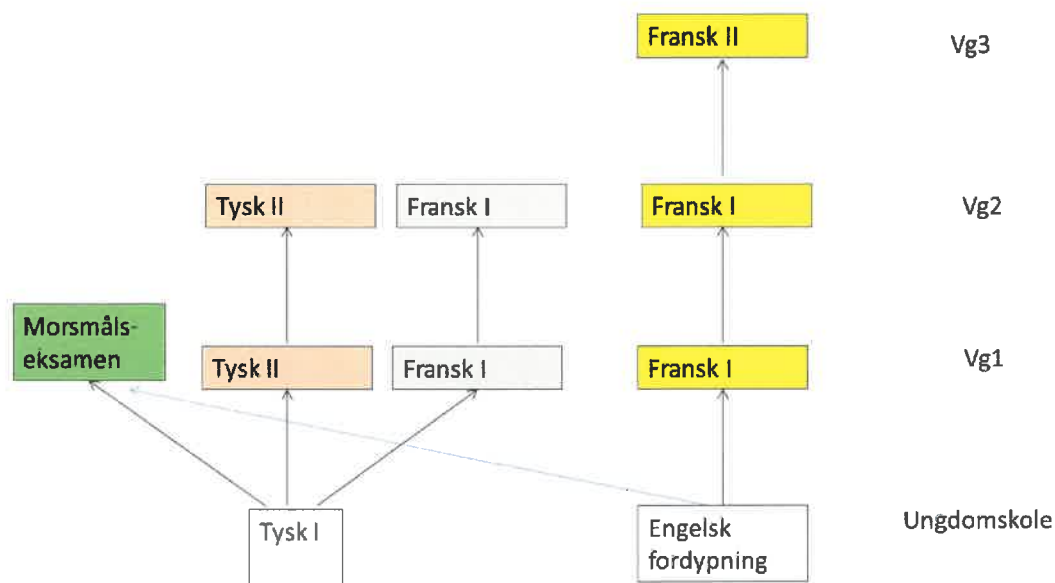 Fransk II
Vg3
Tysk II
Fransk I
Fransk I
Vg2
Morsmåls-
eksamen
Tysk II
Fransk I
Fransk I
Vg1
Tysk I
Engelsk
fordypning
Ungdomskole